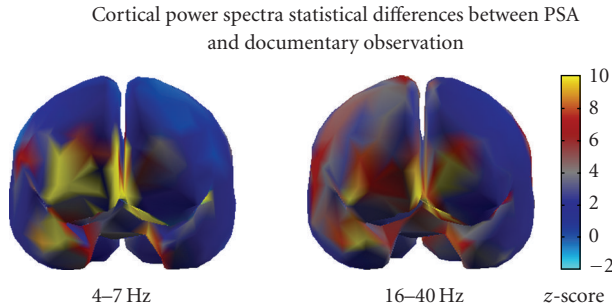 Cortical power spectra statistical differences between PSA
and documentary observation
10
8
6
4
2
0
−2
4–7 Hz
16–40 Hz
z-score